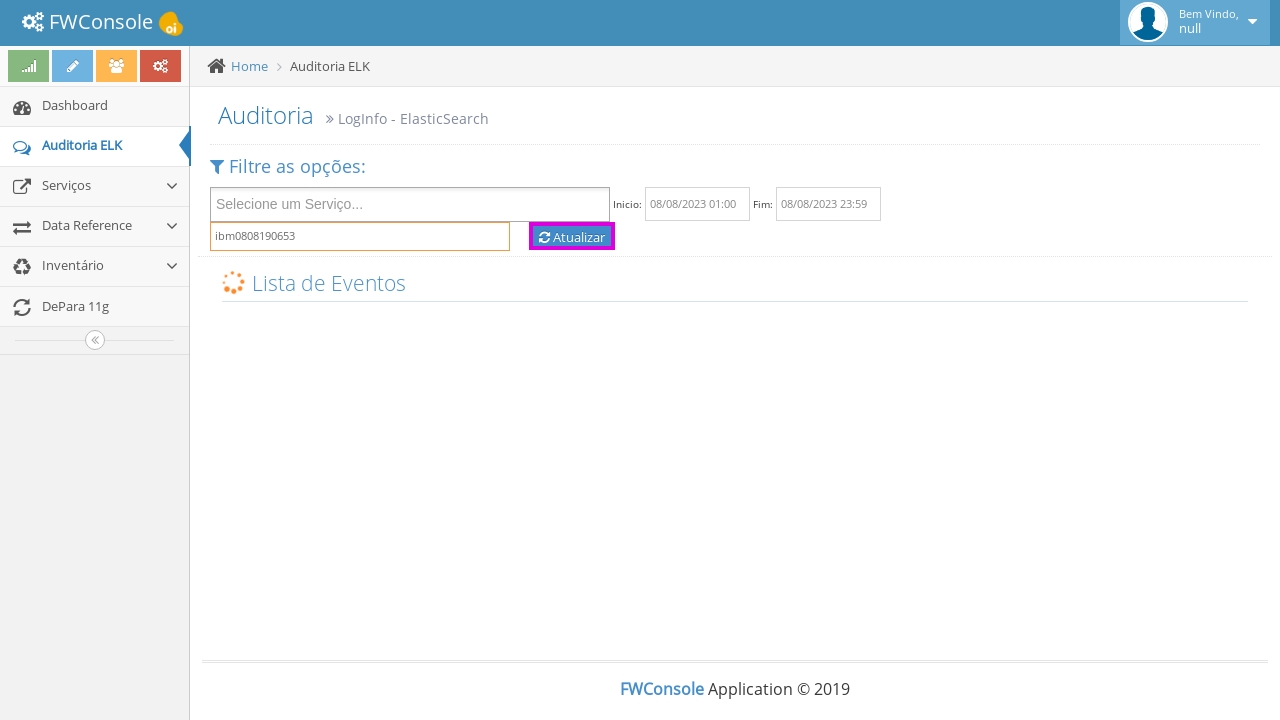 FWConsole oi
Bem Vindo,
null
Home > Auditoria ELK
Dashboard
Auditoria ELK
Serviços
Data Reference
Inventário
DePara 11g
Auditoria » LogInfo - ElasticSearch
Filtre as opções:
Selecione um Serviço... Inicio: 08/08/2023 01:00 Fim: 08/08/2023 23:59
ibm0808190653 Atualizar
Lista de Eventos
FWConsole Application © 2019